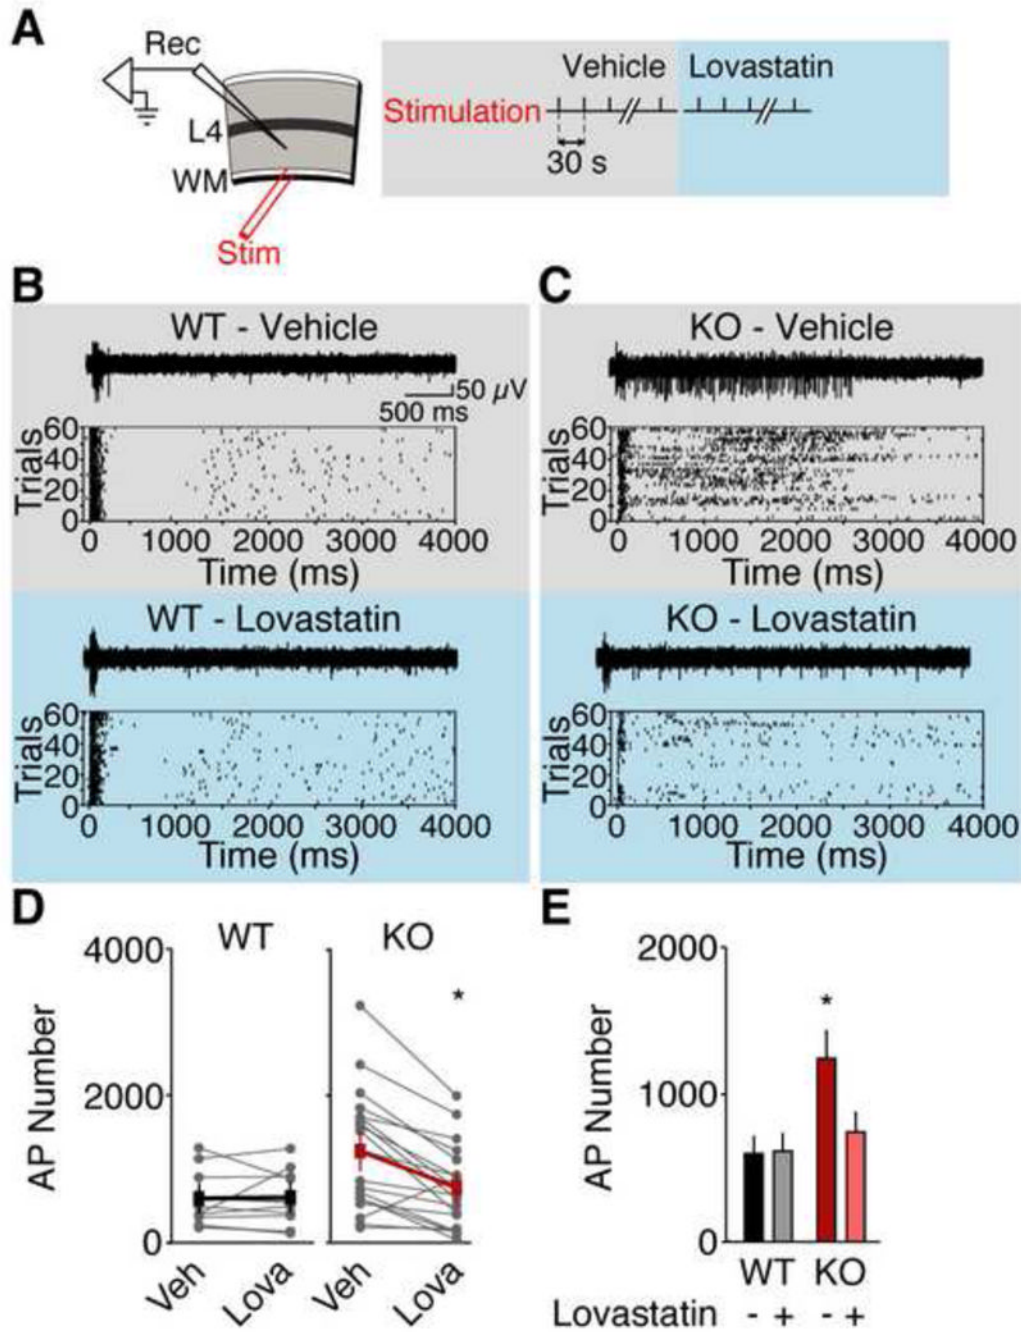 A
Rec
L4
WM
Stim
Vehicle Lovastatin
Stimulation
30 s
B
WT - Vehicle
50 µV
500 ms
Trials
60
40
20
0
0 1000 2000 3000 4000
Time (ms)
WT - Lovastatin
Trials
60
40
20
0
0 1000 2000 3000 4000
Time (ms)
C
KO - Vehicle
Trials
60
40
20
0
0 1000 2000 3000 4000
Time (ms)
KO - Lovastatin
Trials
60
40
20
0
0 1000 2000 3000 4000
Time (ms)
D
WT KO
AP Number
4000
2000
0
*
Veh Lova Veh Lova
E
AP Number
2000
1000
0
*
WT KO
Lovastatin - + - +